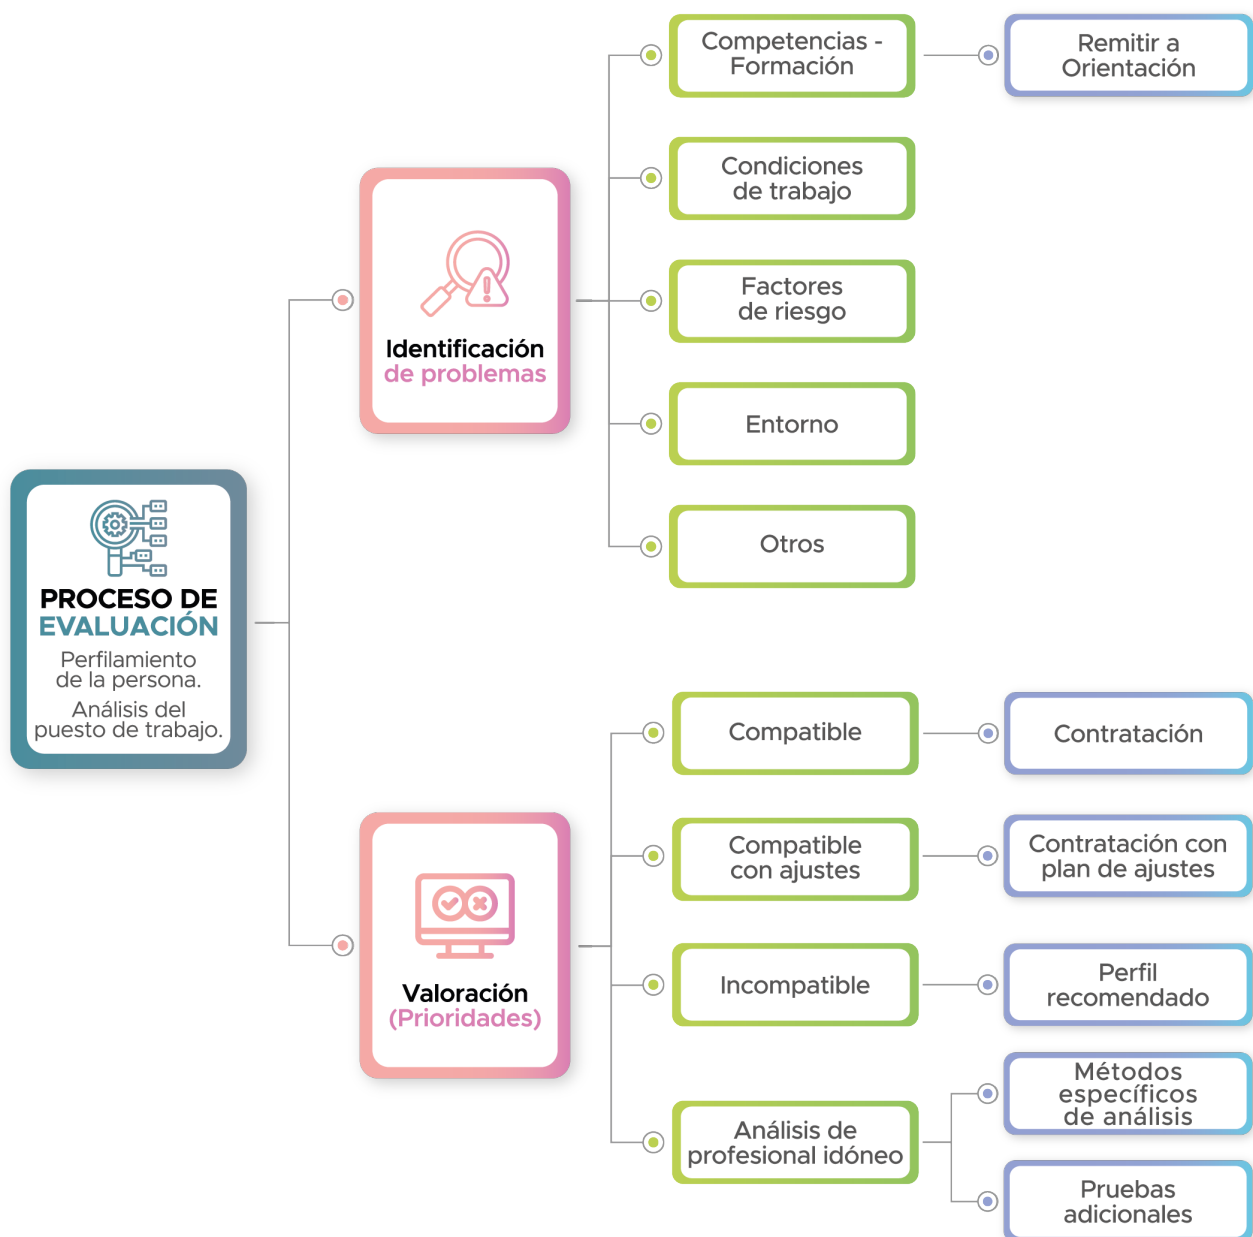 PROCESO DE
EVALUACIÓN
Perfilamiento
de la persona.
Análisis del
puesto de trabajo.
Identificación
de problemas
Competencias -
Formación
Remitir a
Orientación
Condiciones
de trabajo
Factores
de riesgo
Entorno
Otros
Valoración
(Prioridades)
Compatible
Contratación
Compatible
con ajustes
Contratación con
plan de ajustes
Incompatible
Perfil
recomendado
Análisis de
profesional idóneo
Métodos
específicos
de análisis
Pruebas
adicionales